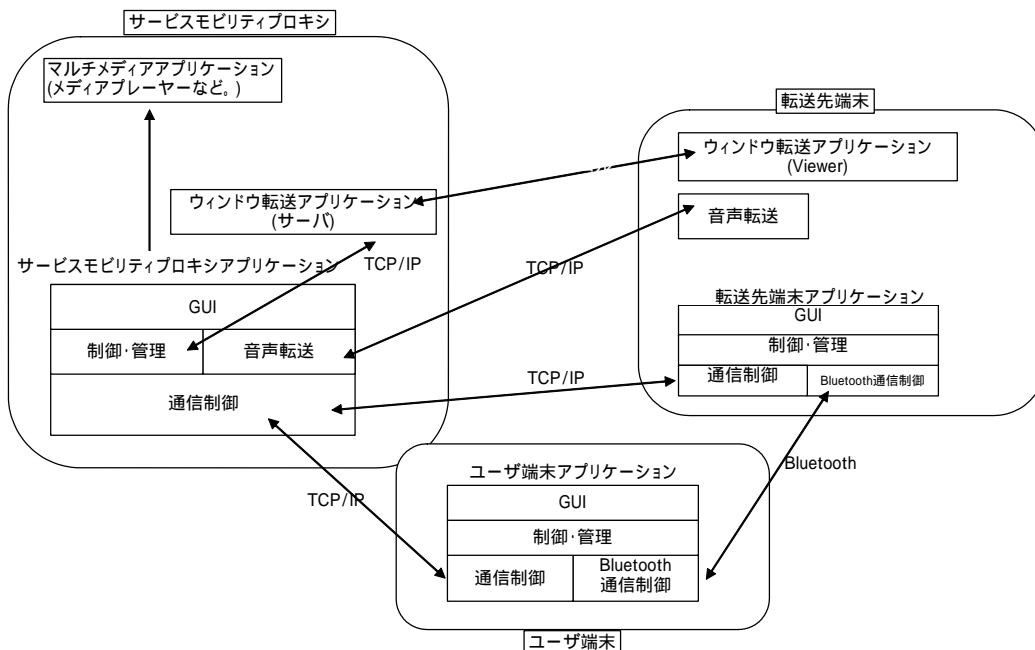 サービスモビリティプロキシ
マルチメディアアプリケーション
(メディアプレーヤーなど。)
ウィンドウ転送アプリケーション
(サーバ)
サービスモビリティプロキシアプリケーション
GUI
制御・管理
音声転送
通信制御
TCP/IP
転送先端末
ウィンドウ転送アプリケーション
(Viewer)
音声転送
TCP/IP
転送先端末アプリケーション
GUI
制御・管理
通信制御
Bluetooth通信制御
TCP/IP
Bluetooth
TCP/IP
ユーザ端末アプリケーション
GUI
制御・管理
通信制御
Bluetooth
通信制御
ユーザ端末